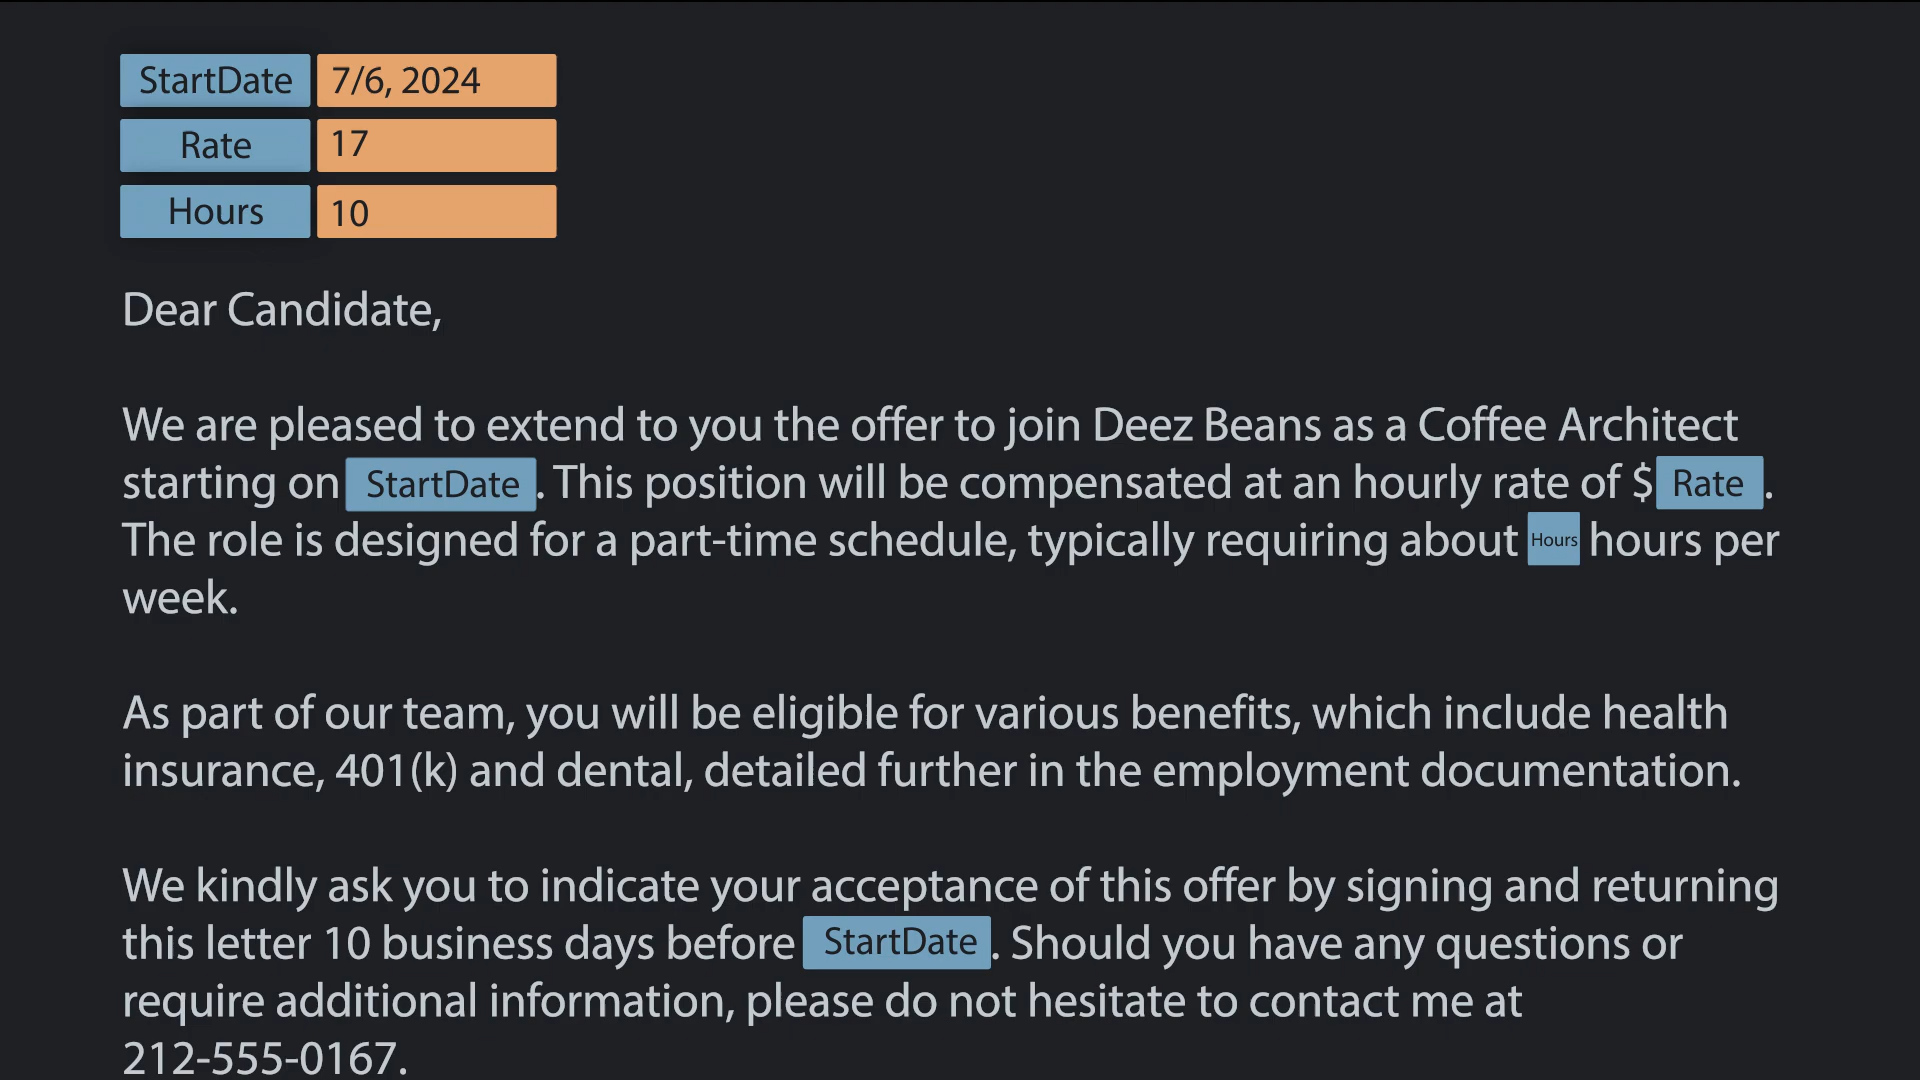 StartDate 7/6, 2024
Rate 17
Hours 10
Dear Candidate,
We are pleased to extend to you the offer to join Deez Beans as a Coffee Architect
starting on StartDate. This position will be compensated at an hourly rate of $Rate.
The role is designed for a part-time schedule, typically requiring about Hours hours per
week.
As part of our team, you will be eligible for various benefits, which include health
insurance, 401(k) and dental, detailed further in the employment documentation.
We kindly ask you to indicate your acceptance of this offer by signing and returning
this letter 10 business days before StartDate. Should you have any questions or
require additional information, please do not hesitate to contact me at
212-555-0167.